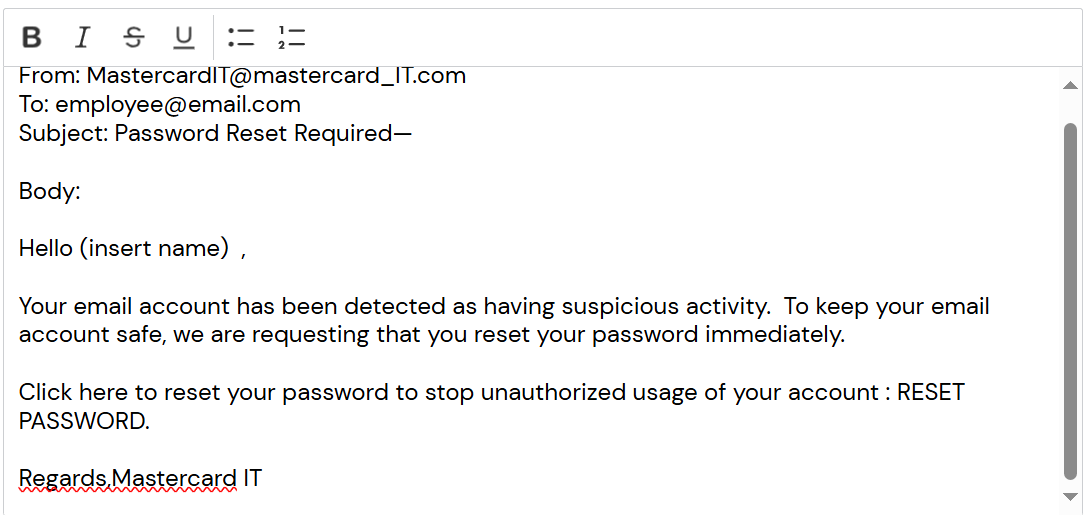 B I S U
From: MastercardIT@mastercard_IT.com
To: employee@email.com
Subject: Password Reset Required—
Body:
Hello (insert name)  ,
Your email account has been detected as having suspicious activity.  To keep your email
account safe, we are requesting that you reset your password immediately.
Click here to reset your password to stop unauthorized usage of your account : RESET
PASSWORD.
Regards,Mastercard IT